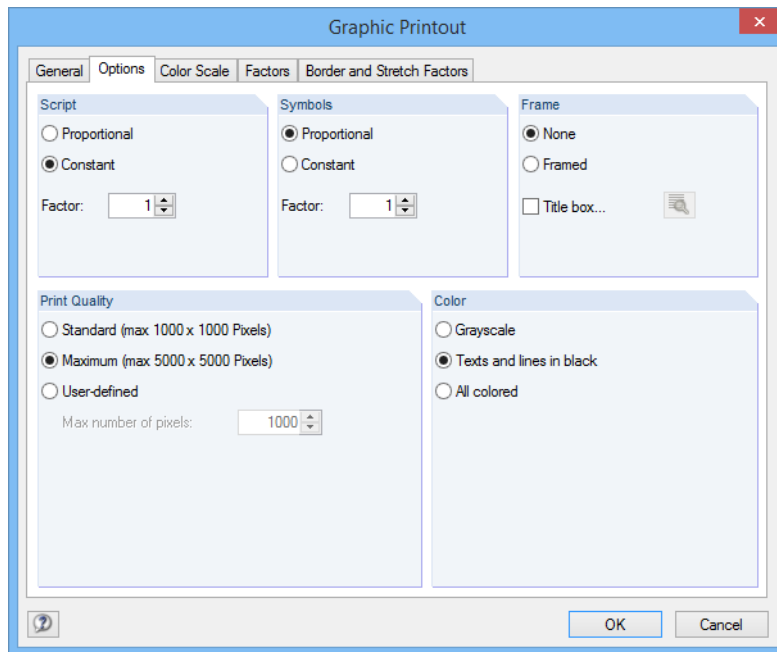 Graphic Printout
General Options Color Scale Factors Border and Stretch Factors
Script
Proportional
Constant
Factor: 1
Symbols
Proportional
Constant
Factor: 1
Frame
None
Framed
Title box...
Print Quality
Standard (max 1000 x 1000 Pixels)
Maximum (max 5000 x 5000 Pixels)
User-defined
Max number of pixels: 1000
Color
Grayscale
Texts and lines in black
All colored
OK Cancel